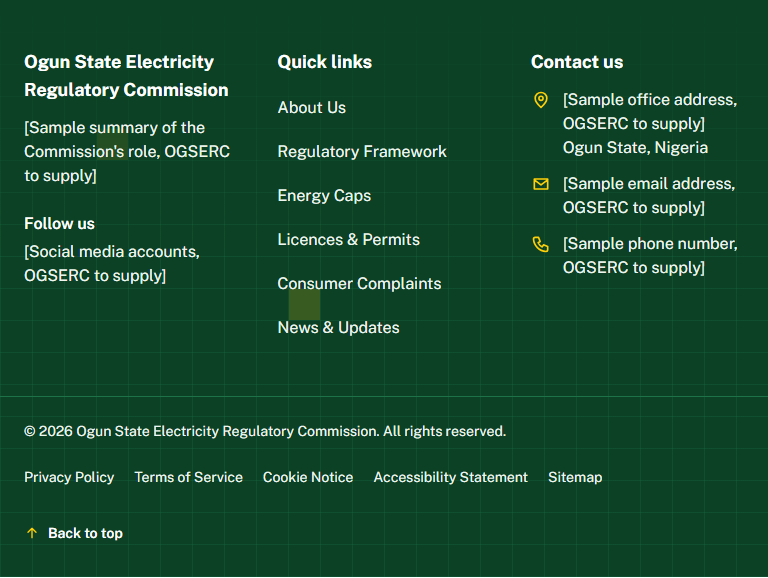 Ogun State Electricity
Regulatory Commission
[Sample summary of the
Commission's role, OGSERC
to supply]
Follow us
[Social media accounts,
OGSERC to supply]
Quick links
About Us
Regulatory Framework
Energy Caps
Licences & Permits
Consumer Complaints
News & Updates
Contact us
[Sample office address,
OGSERC to supply]
Ogun State, Nigeria
[Sample email address,
OGSERC to supply]
[Sample phone number,
OGSERC to supply]
© 2026 Ogun State Electricity Regulatory Commission. All rights reserved.
Privacy Policy Terms of Service Cookie Notice Accessibility Statement Sitemap
Back to top